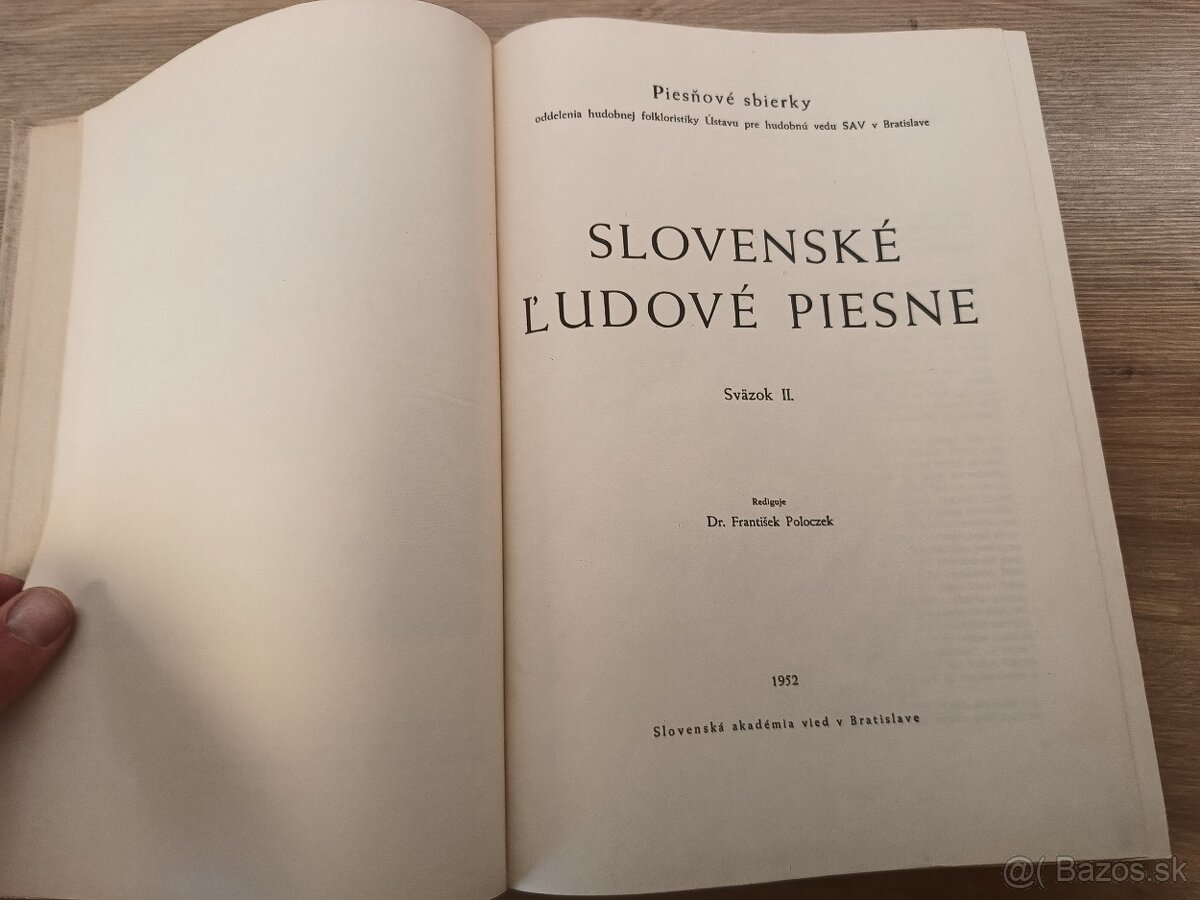 Piesňové sbierky
oddelenia hudobnej folkloristiky Ústavu pre hudobnú vedu SAV v Bratislave
SLOVENSKÉ
ĽUDOVÉ PIESNE
Sväzok II.
Rediguje
Dr. František Poloczek
1952
Slovenská akadémia vied v Bratislave
@( Bazos.sk